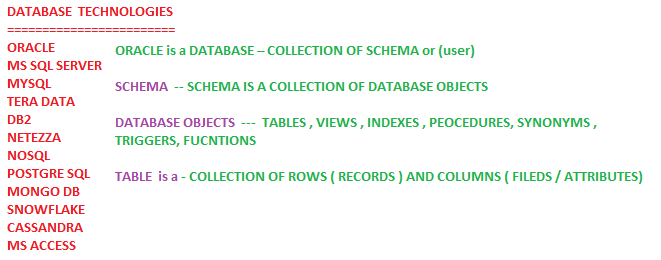 DATABASE TECHNOLOGIES
========================
ORACLE
MS SQL SERVER
MYSQL
TERA DATA
DB2
NETEZZA
NOSQL
POSTGRE SQL
MONGO DB
SNOWFLAKE
CASSANDRA
MS ACCESS
ORACLE is a DATABASE – COLLECTION OF SCHEMA or (user)
SCHEMA -- SCHEMA IS A COLLECTION OF DATABASE OBJECTS
DATABASE OBJECTS --- TABLES , VIEWS , INDEXES , PEOCEDURES, SYNONYMS ,
TRIGGERS, FUCNTIONS
TABLE is a - COLLECTION OF ROWS ( RECORDS ) AND COLUMNS ( FILEDS / ATTRIBUTES)